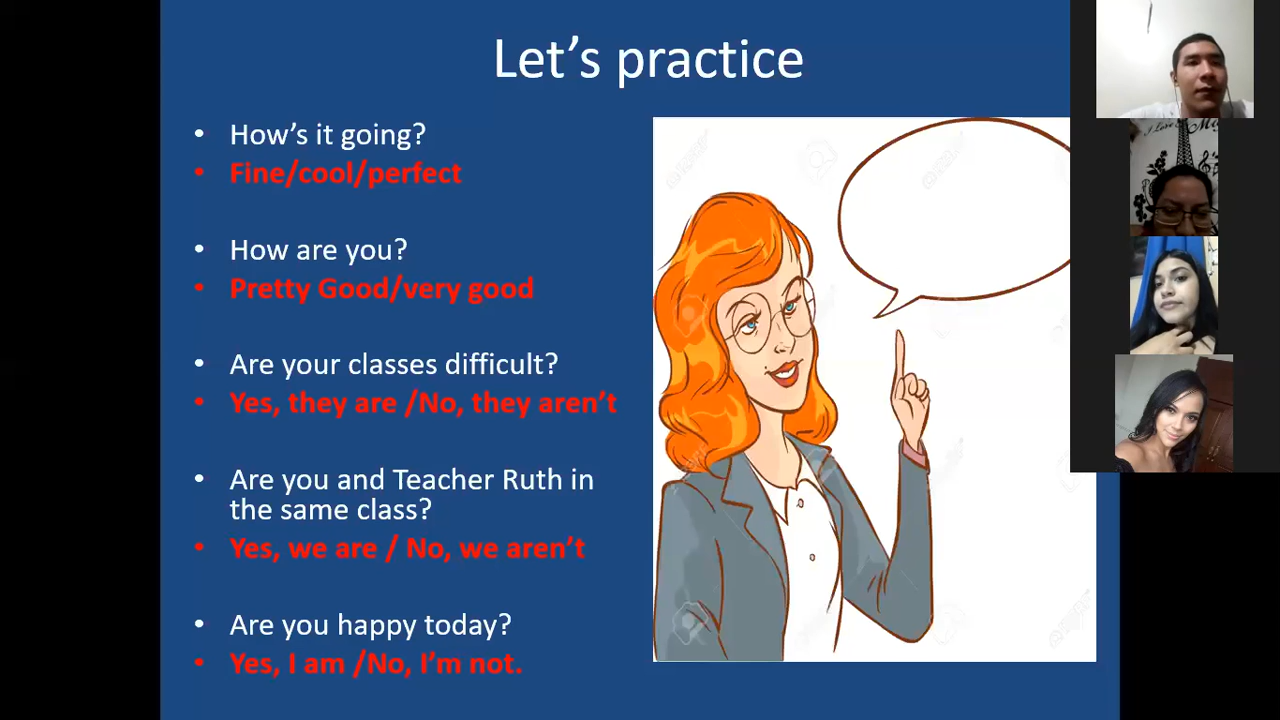 Let's practice
• How's it going?
• Fine/cool/perfect
• How are you?
• Pretty Good/very good
• Are your classes difficult?
• Yes, they are /No, they aren't
• Are you and Teacher Ruth in
the same class?
• Yes, we are / No, we aren't
• Are you happy today?
• Yes, I am /No, I'm not.